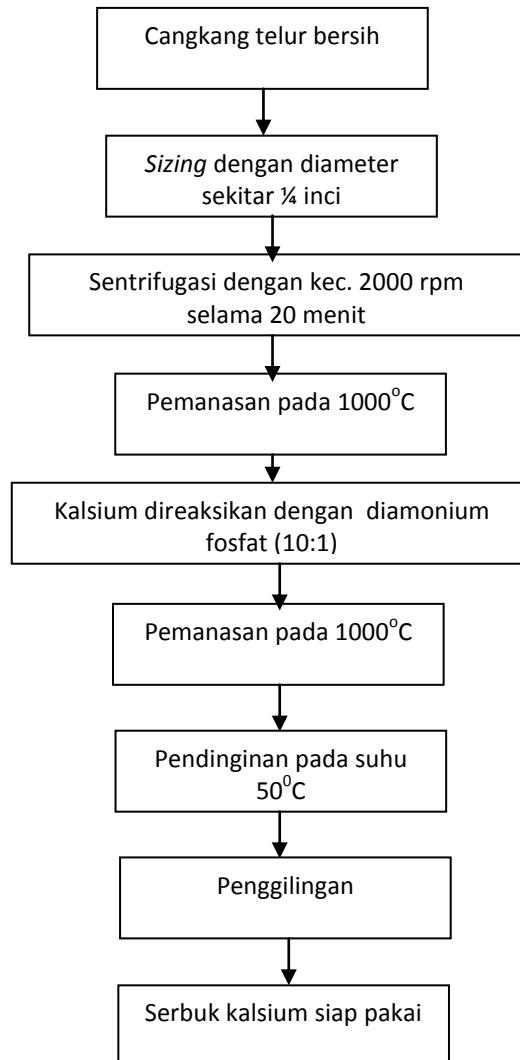 Cangkang telur bersih
Sizing dengan diameter
sekitar ¼ inci
Sentrifugasi dengan kec. 2000 rpm
selama 20 menit
Pemanasan pada 1000°C
Kalsium direaksikan dengan diamonium
fosfat (10:1)
Pemanasan pada 1000°C
Pendinginan pada suhu
50⁰C
Penggilingan
Serbuk kalsium siap pakai